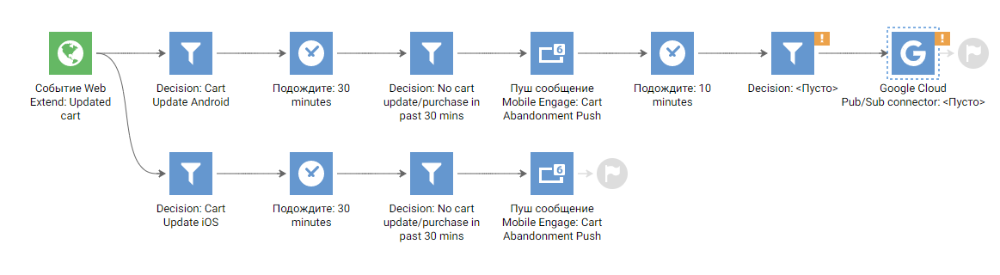 Событие Web
Extend: Updated
cart
Decision: Cart
Update Android
Подождите: 30
minutes
Decision: No cart
update/purchase in
past 30 mins
6
Пуш сообщение
Mobile Engage: Cart
Abandonment Push
Подождите: 10
minutes
!
Decision: <Пусто>
G
!
Google Cloud
Pub/Sub connector: <Пусто>
Decision: Cart
Update iOS
Подождите: 30
minutes
Decision: No cart
update/purchase in
past 30 mins
6
Пуш сообщение
Mobile Engage: Cart
Abandonment Push